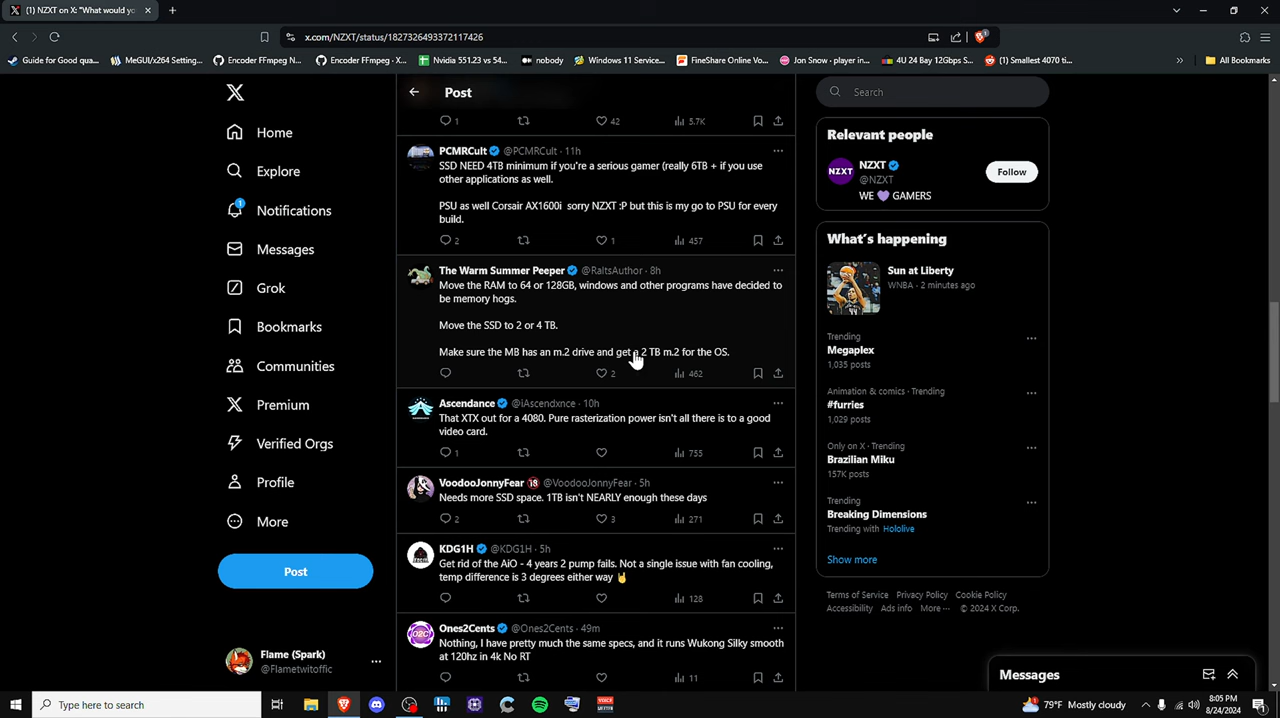 (1) NZXT on X: "What would yo
x.com/NZXT/status/1827326493372117426
Guide for Good qua...
MeGUI/x264 Setting...
Encoder FFmpeg N...
Encoder FFmpeg · X...
Nvidia 551.23 vs 54...
nobody
Windows 11 Service...
FineShare Online Vo...
Jon Snow - player in...
4U 24 Bay 12Gbps S...
(1) Smallest 4070 ti...
All Bookmarks
Home
Explore
Notifications
Messages
Grok
Bookmarks
Communities
Premium
Verified Orgs
Profile
More
Post
Flame (Spark)
@Flametwitoffic
Post
1
42
5.7K
PCMRCult @PCMRCult · 11h
SSD NEED 4TB minimum if you're a serious gamer (really 6TB + if you use
other applications as well.
PSU as well Corsair AX1600i sorry NZXT :P but this is my go to PSU for every
build.
2
1
457
The Warm Summer Peeper @RaltsAuthor · 8h
Move the RAM to 64 or 128GB, windows and other programs have decided to
be memory hogs.
Move the SSD to 2 or 4 TB.
Make sure the MB has an m.2 drive and get a 2 TB m.2 for the OS.
2
462
Ascendance @iAscendxnce · 10h
That XTX out for a 4080. Pure rasterization power isn't all there is to a good
video card.
1
755
VoodooJonnyFear @VoodooJonnyFear · 5h
Needs more SSD space. 1TB isn't NEARLY enough these days
2
3
271
KDG1H @KDG1H · 5h
Get rid of the AiO - 4 years 2 pump fails. Not a single issue with fan cooling,
temp difference is 3 degrees either way 🤘
128
Ones2Cents @Ones2Cents · 49m
Nothing, I have pretty much the same specs, and it runs Wukong Silky smooth
at 120hz in 4k No RT
11
Search
Relevant people
NZXT
@NZXT
WE 💜 GAMERS
Follow
What's happening
Sun at Liberty
WNBA · 2 minutes ago
Trending
Megaplex
1,035 posts
Animation & comics · Trending
#furries
1,029 posts
Only on X · Trending
Brazilian Miku
157K posts
Trending
Breaking Dimensions
Trending with Hololive
Show more
Terms of Service Privacy Policy Cookie Policy
Accessibility Ads info More ··· © 2024 X Corp.
Messages
Type here to search
79°F Mostly cloudy
8:05 PM
8/24/2024